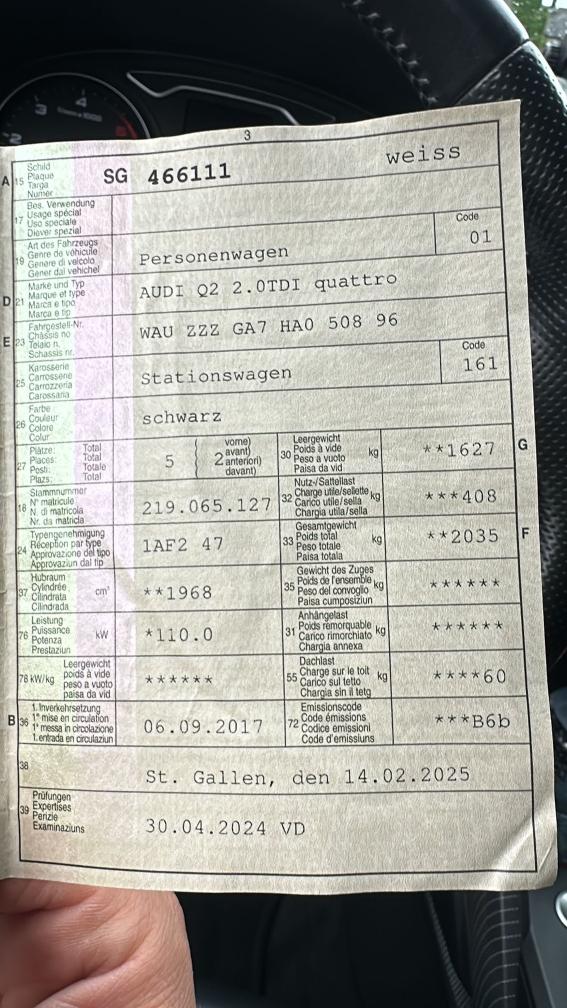 3
A 15 Schild
Plaque
Targa
Numer
SG 466111 weiss
17 Bes. Verwendung
Usage spécial
Uso speciale
Diever spezial
19 Art des Fahrzeugs
Genre de véhicule
Genere di veicolo
Gener dal vehichel
Personenwagen
Code
01
D 21 Marke und Typ
Marque et type
Marca e tipo
Marca e tip
AUDI Q2 2.0TDI quattro
E 23 Fahrgestell-Nr.
Châssis no
Telaio n.
Schassis nr.
WAU ZZZ GA7 HA0 508 96
25 Karosserie
Carrosserie
Carrozzeria
Carossaria
Stationswagen
Code
161
26 Farbe
Couleur
Colore
Colur
schwarz
27 Plätze: Total
Places: Total
Posti: Totale
Plazs: Total
5 2 vorne)
avant)
anteriori)
davant)
G 30 Leergewicht
Poids à vide
Peso a vuoto
Paisa da vid
kg
**1627
18 Stammnummer
N° matricule
N. di matricola
Nr. da matricla
219.065.127
32 Nutz-/Sattellast
Charge utile/sellette
Carico utile/sella
Chargia utila/sella
kg
***408
24 Typengenehmigung
Réception par type
Approvazione del tipo
Approvaziun dal tip
1AF2 47
F 33 Gesamtgewicht
Poids total
Peso totale
Paisa totala
kg
**2035
37 Hubraum
Cylindrée
Cilindrata
Cilindrada
cm³
**1968
35 Gewicht des Zuges
Poids de l'ensemble
Peso del convoglio
Paisa cumposiziun
kg
******
76 Leistung
Puissance
Potenza
Prestaziun
kW
*110.0
31 Anhängelast
Poids remorquable
Carico rimorchiato
Chargia annexa
kg
******
78 kW/kg Leergewicht
poids à vide
peso a vuoto
paisa da vid
******
55 Dachlast
Charge sur le toit
Carico sul tetto
Chargia sin il tetg
kg
****60
B 36 1. Inverkehrsetzung
1re mise en circulation
1a messa in circolazione
1. entrada en circulaziun
06.09.2017
72 Emissionscode
Code émissions
Codice emissioni
Code d'emissiuns
***B6b
38
St. Gallen, den 14.02.2025
39 Prüfungen
Expertises
Perizie
Examinaziuns
30.04.2024 VD